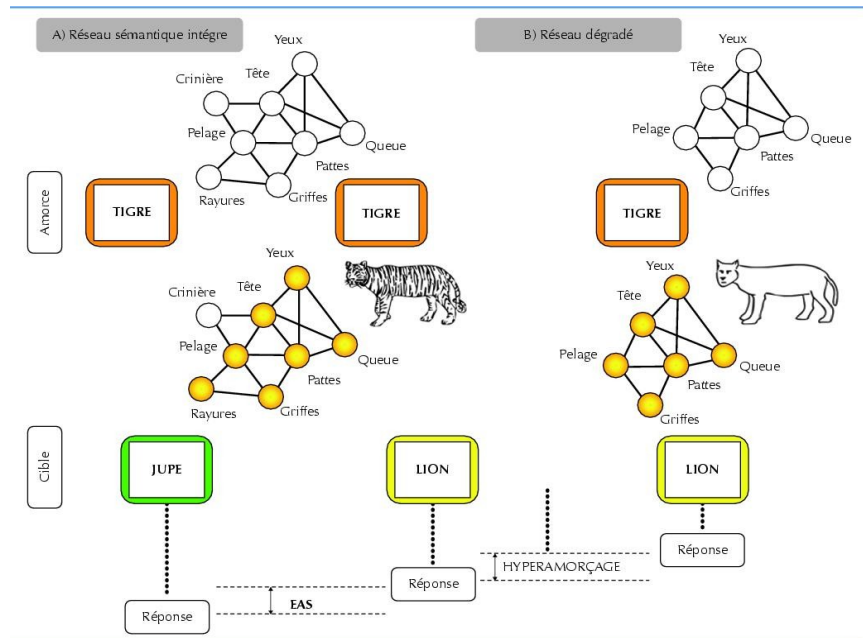 A) Réseau sémantique intégre
B) Réseau dégradé
Yeux
Tête
Crinière
Pelage
Queue
Pattes
Rayures
Griffes
Yeux
Tête
Pelage
Queue
Pattes
Griffes
Amorce
TIGRE
TIGRE
TIGRE
Yeux
Tête
Crinière
Pelage
Queue
Pattes
Rayures
Griffes
Yeux
Tête
Pelage
Queue
Pattes
Griffes
Cible
JUPE
LION
LION
Réponse
HYPERAMORÇAGE
Réponse
EAS
Réponse